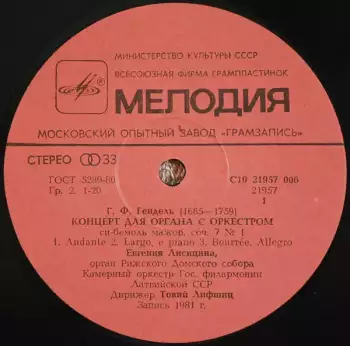 МИНИСТЕРСТВО КУЛЬТУРЫ СССР
ВСЕСОЮЗНАЯ ФИРМА ГРАМПЛАСТИНОК
МЕЛОДИЯ
МОСКОВСКИЙ ОПЫТНЫЙ ЗАВОД «ГРАМЗАПИСЬ»
СТЕРЕО 33
ГОСТ 5289-80
Гр. 2. 1-20
С10 21957 006
21957
1
Г. Ф. Гендель (1685—1759)
КОНЦЕРТ ДЛЯ ОРГАНА С ОРКЕСТРОМ
си-бемоль мажор, соч. 7 № 1
1. Andante 2. Largo, e piano 3. Bourrée. Allegro
Евгения Лисицина,
орган Рижского Домского собора
Камерный оркестр Гос. филармонии
Латвийской ССР
Дирижер Товий Лифшиц
Запись 1981 г.